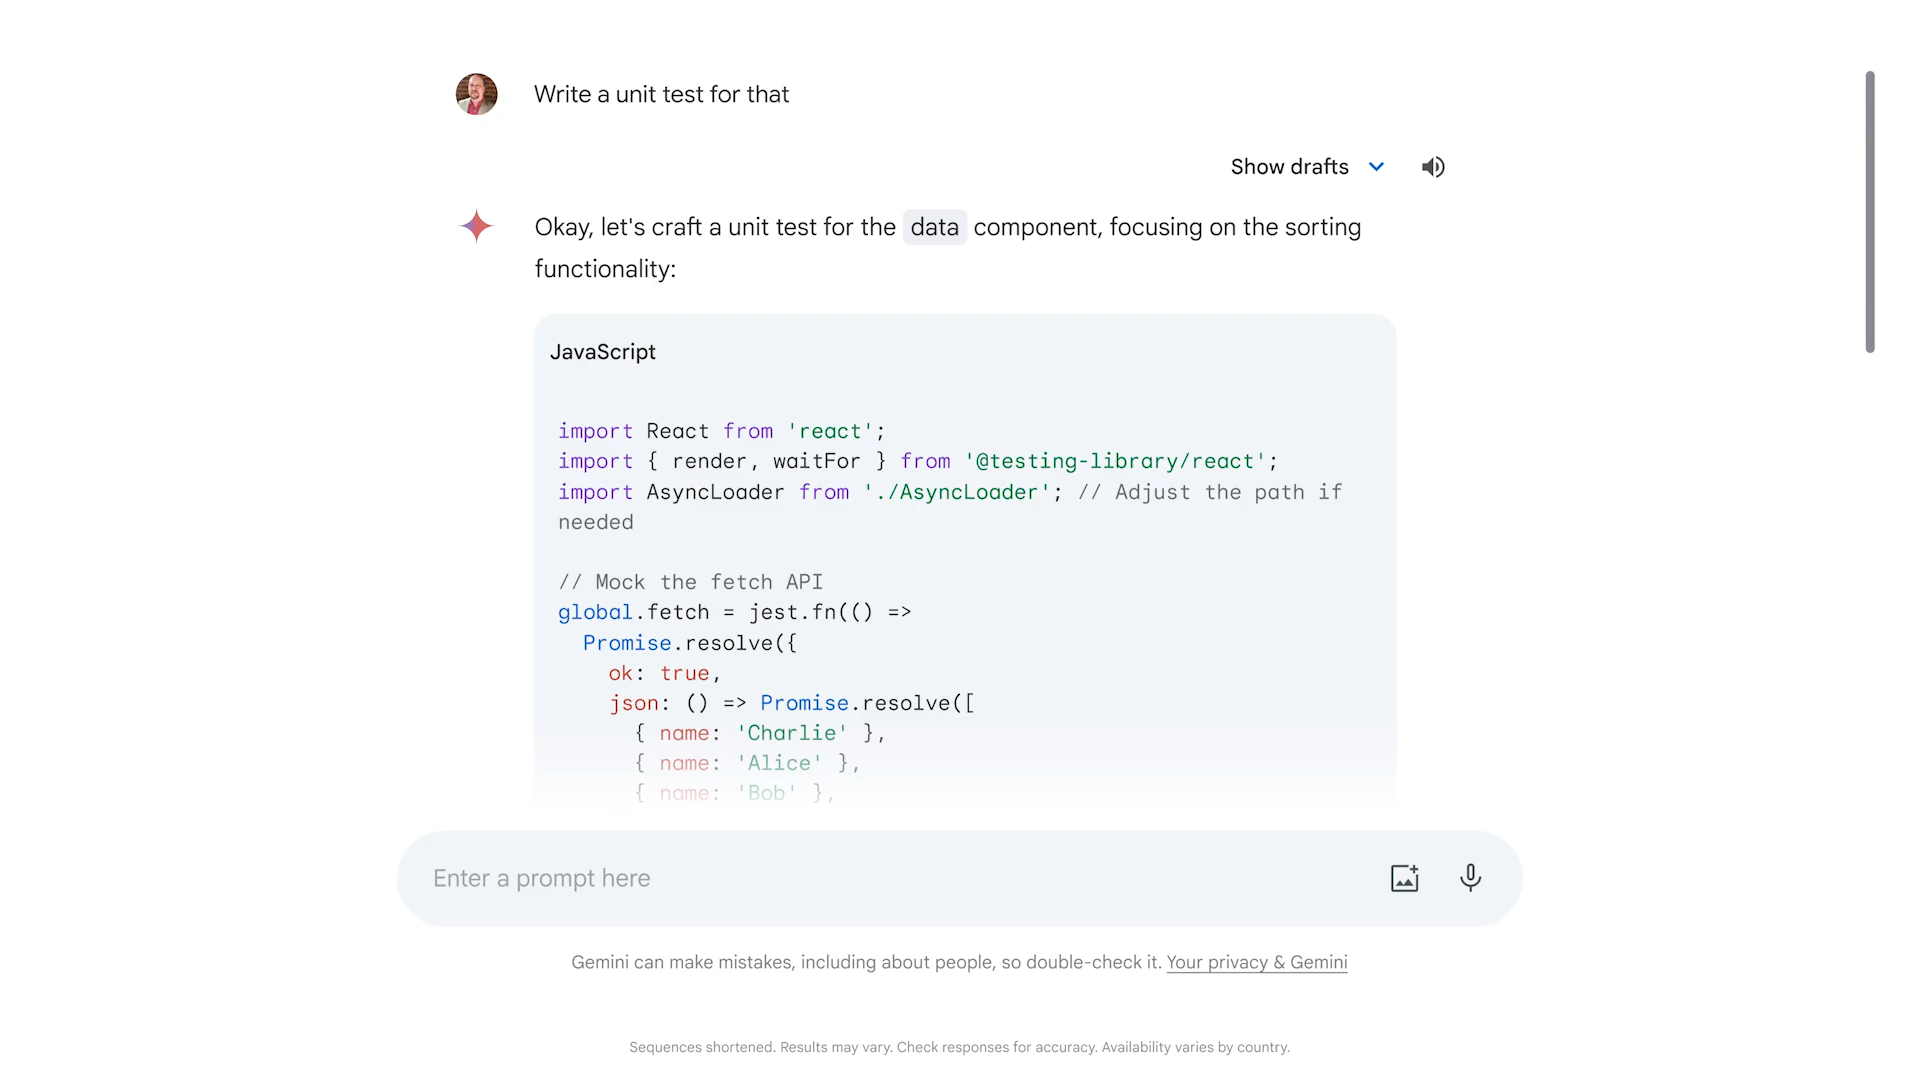 Write a unit test for that
Show drafts
Okay, let's craft a unit test for the data component, focusing on the sorting
functionality:
JavaScript
import React from 'react';
import { render, waitFor } from '@testing-library/react';
import AsyncLoader from './AsyncLoader'; // Adjust the path if
needed
// Mock the fetch API
global.fetch = jest.fn(() =>
  Promise.resolve({
    ok: true,
    json: () => Promise.resolve([
      { name: 'Charlie' },
      { name: 'Alice' },
      { name: 'Bob' },
Enter a prompt here
Gemini can make mistakes, including about people, so double-check it. Your privacy & Gemini
Sequences shortened. Results may vary. Check responses for accuracy. Availability varies by country.